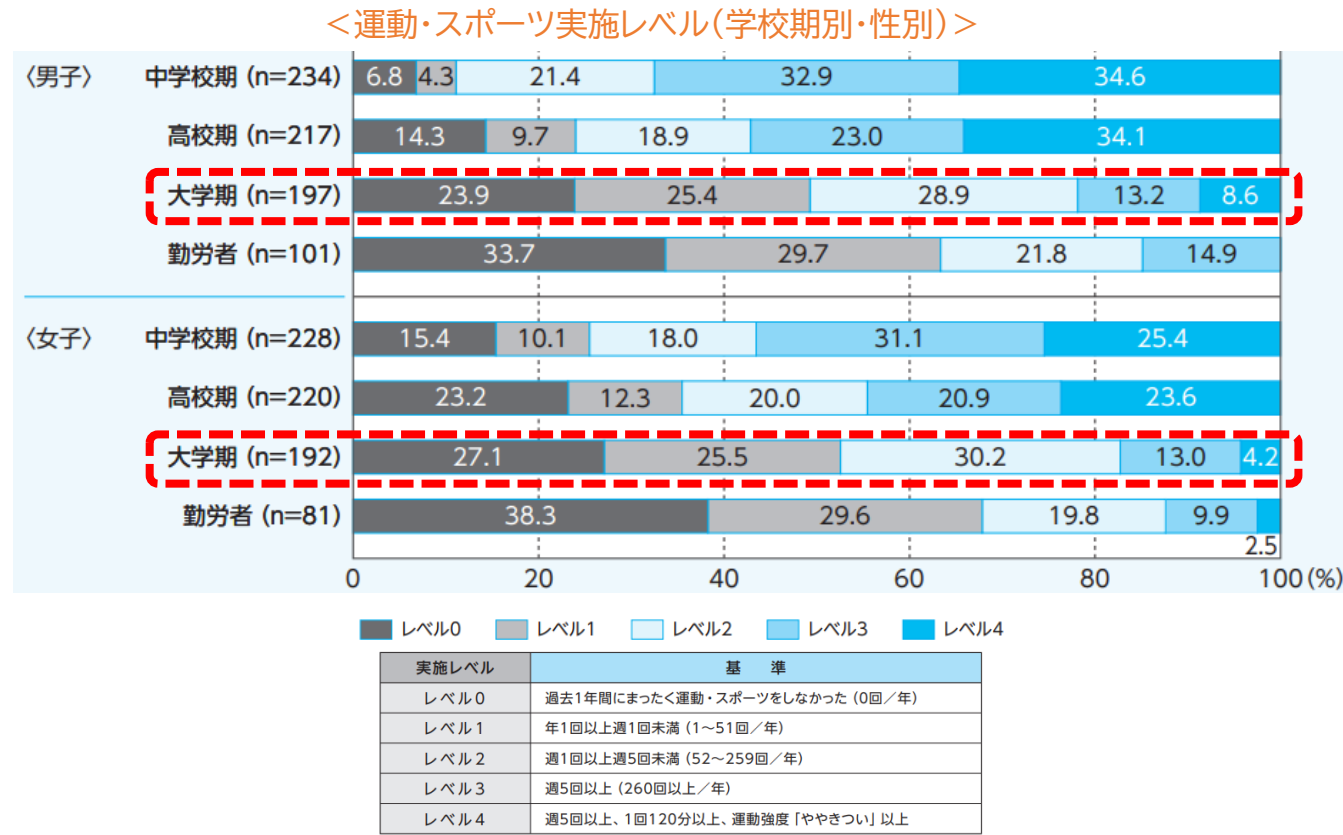 ＜運動・スポーツ実施レベル（学校期別・性別）＞
〈男子〉 中学校期 (n=234) 6.8 4.3 21.4 32.9 34.6
高校期 (n=217) 14.3 9.7 18.9 23.0 34.1
大学期 (n=197) 23.9 25.4 28.9 13.2 8.6
勤労者 (n=101) 33.7 29.7 21.8 14.9
〈女子〉 中学校期 (n=228) 15.4 10.1 18.0 31.1 25.4
高校期 (n=220) 23.2 12.3 20.0 20.9 23.6
大学期 (n=192) 27.1 25.5 30.2 13.0 4.2
勤労者 (n=81) 38.3 29.6 19.8 9.9
2.5
0 20 40 60 80 100(%)
レベル0 レベル1 レベル2 レベル3 レベル4
実施レベル 基 準
レベル0 過去1年間にまったく運動・スポーツをしなかった (0回／年)
レベル1 年1回以上週1回未満 (1〜51回／年)
レベル2 週1回以上週5回未満 (52〜259回／年)
レベル3 週5回以上 (260回以上／年)
レベル4 週5回以上、1回120分以上、運動強度「ややきつい」以上